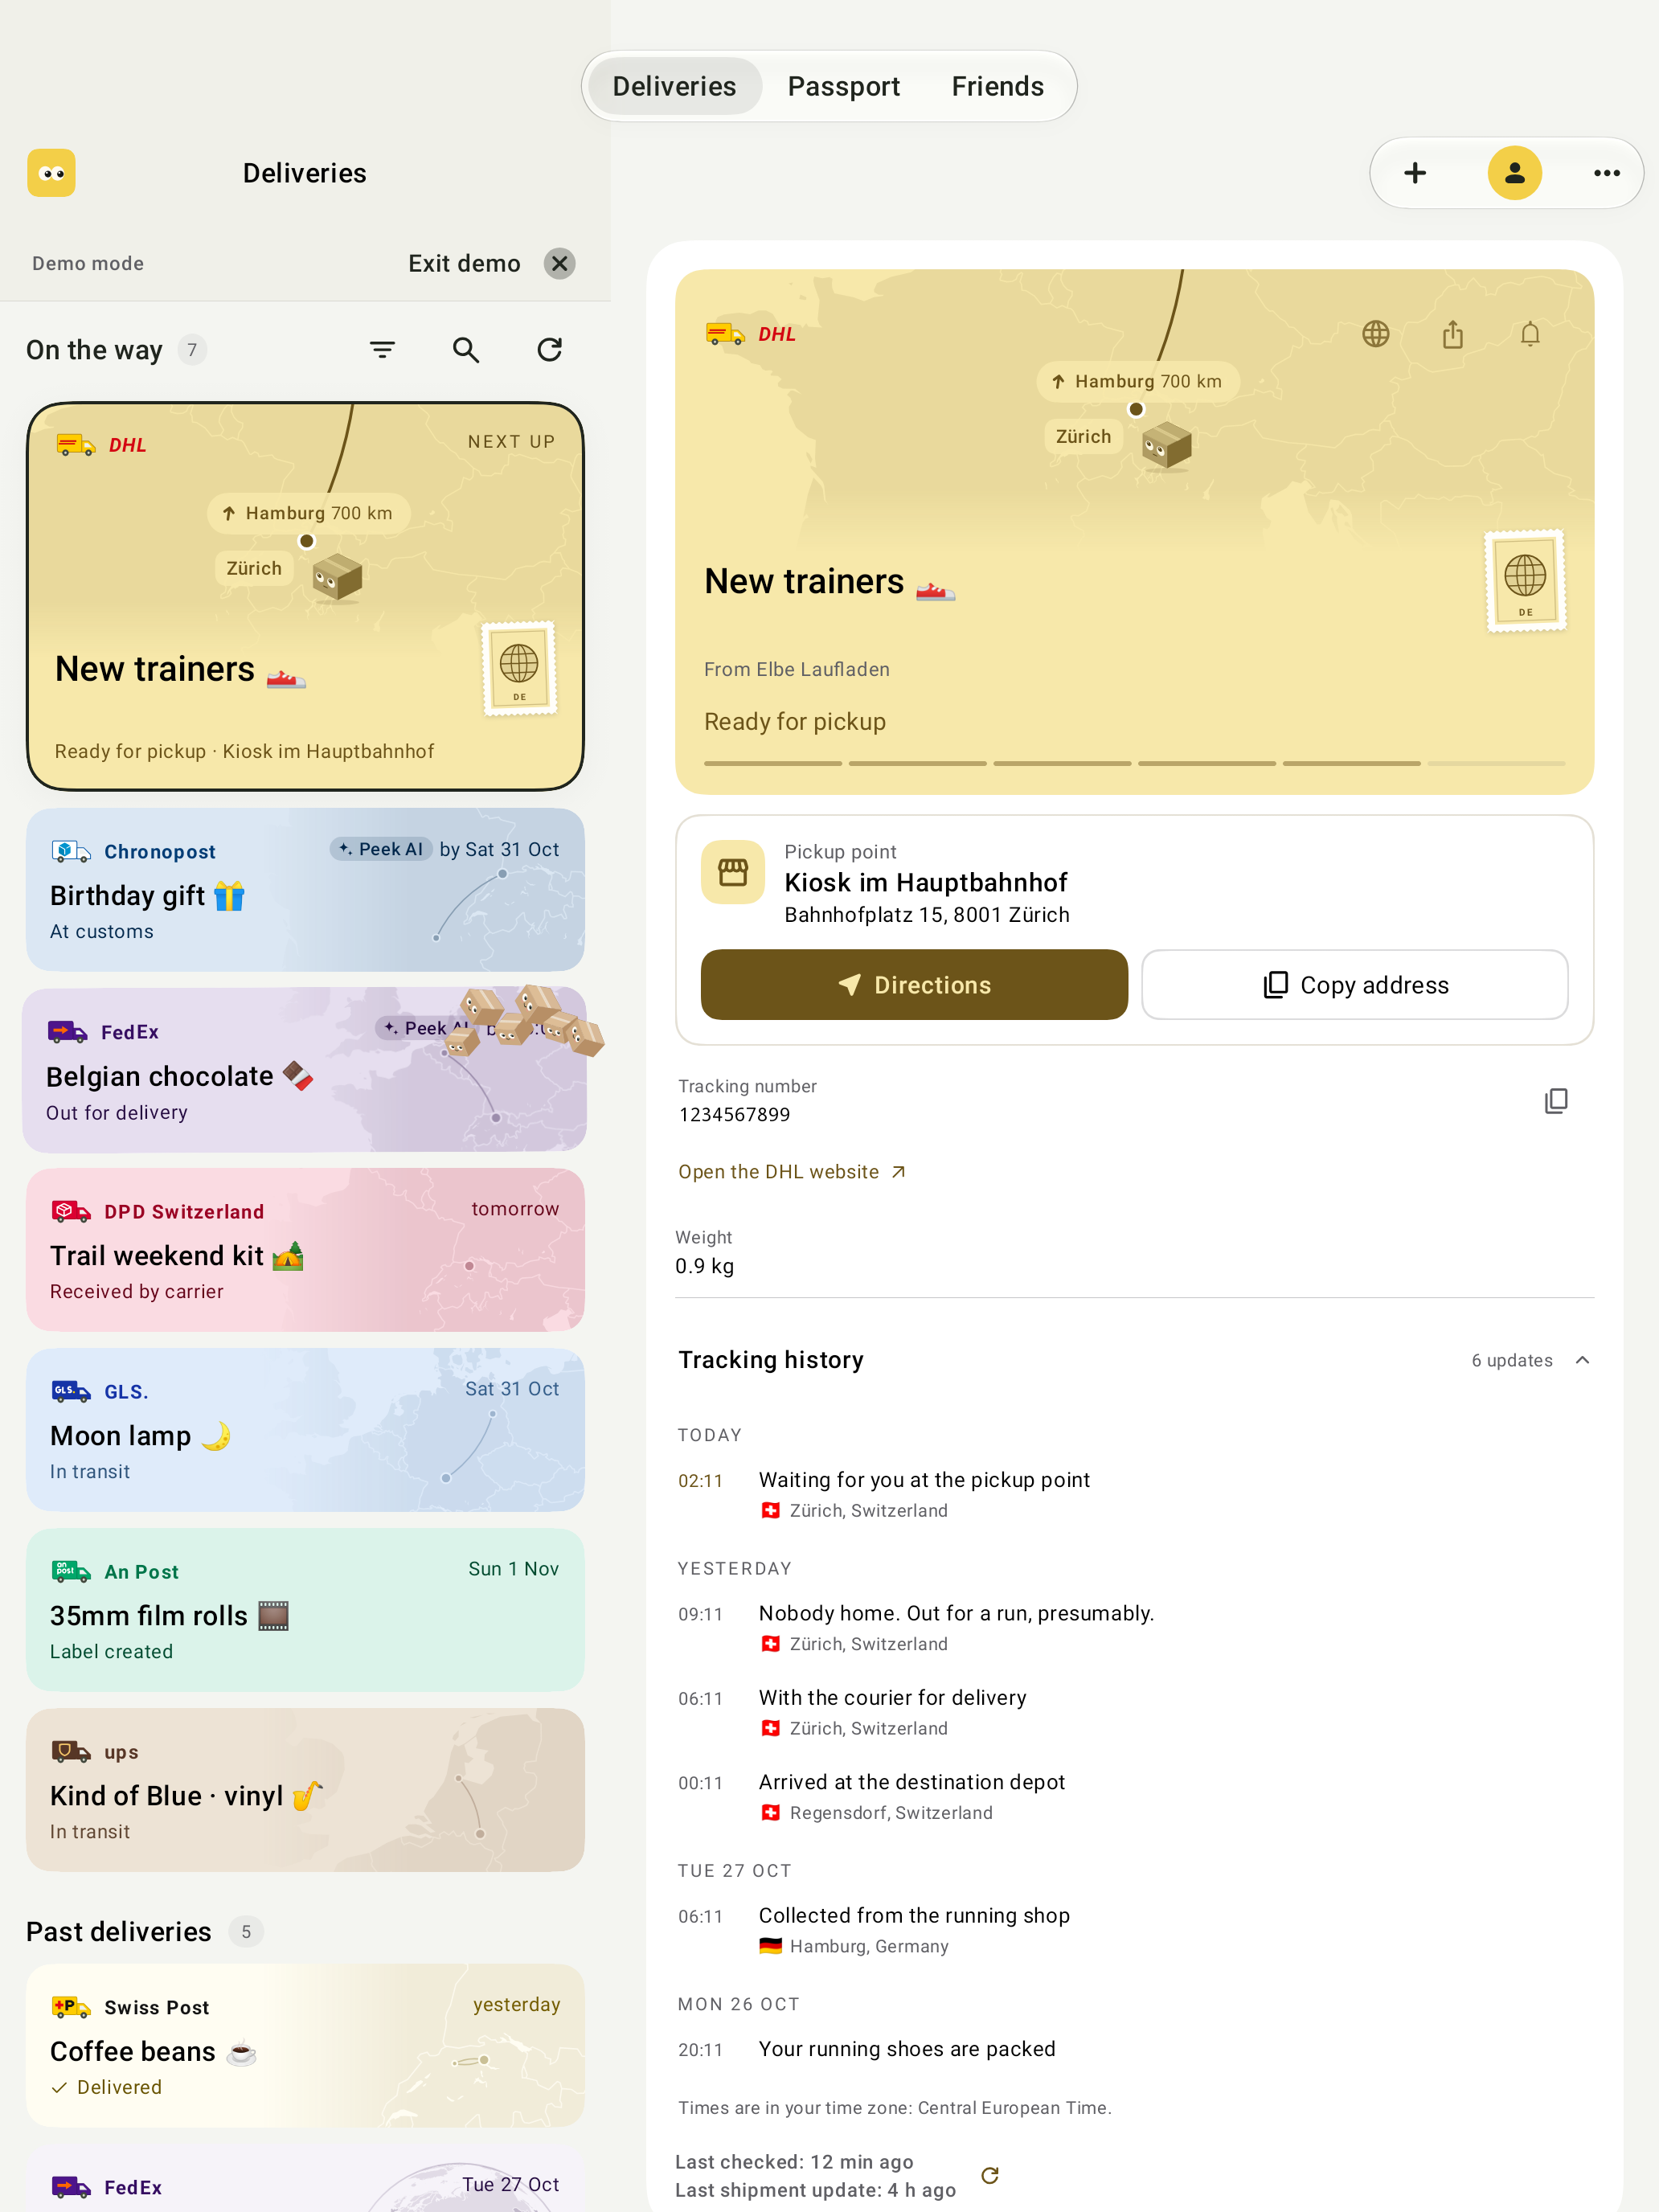 Deliveries
Passport
Friends
Deliveries
Demo mode
Exit demo
On the way 7
DHL
NEXT UP
Hamburg 700 km
Zürich
New trainers
DE
Ready for pickup · Kiosk im Hauptbahnhof
Chronopost
Peek AI by Sat 31 Oct
Birthday gift
At customs
FedEx
Peek
Belgian chocolate
Out for delivery
DPD Switzerland
tomorrow
Trail weekend kit
Received by carrier
GLS.
GLS.
Sat 31 Oct
Moon lamp
In transit
an post
An Post
Sun 1 Nov
35mm film rolls
Label created
ups
Kind of Blue · vinyl
In transit
Past deliveries 5
P
Swiss Post
yesterday
Coffee beans
Delivered
FedEx
Tue 27 Oct
DHL
Hamburg 700 km
Zürich
New trainers
DE
From Elbe Laufladen
Ready for pickup
Pickup point
Kiosk im Hauptbahnhof
Bahnhofplatz 15, 8001 Zürich
Directions
Copy address
Tracking number
1234567899
Open the DHL website
Weight
0.9 kg
Tracking history
6 updates
TODAY
02:11 Waiting for you at the pickup point
Zürich, Switzerland
YESTERDAY
09:11 Nobody home. Out for a run, presumably.
Zürich, Switzerland
06:11 With the courier for delivery
Zürich, Switzerland
00:11 Arrived at the destination depot
Regensdorf, Switzerland
TUE 27 OCT
06:11 Collected from the running shop
Hamburg, Germany
MON 26 OCT
20:11 Your running shoes are packed
Times are in your time zone: Central European Time.
Last checked: 12 min ago
Last shipment update: 4 h ago